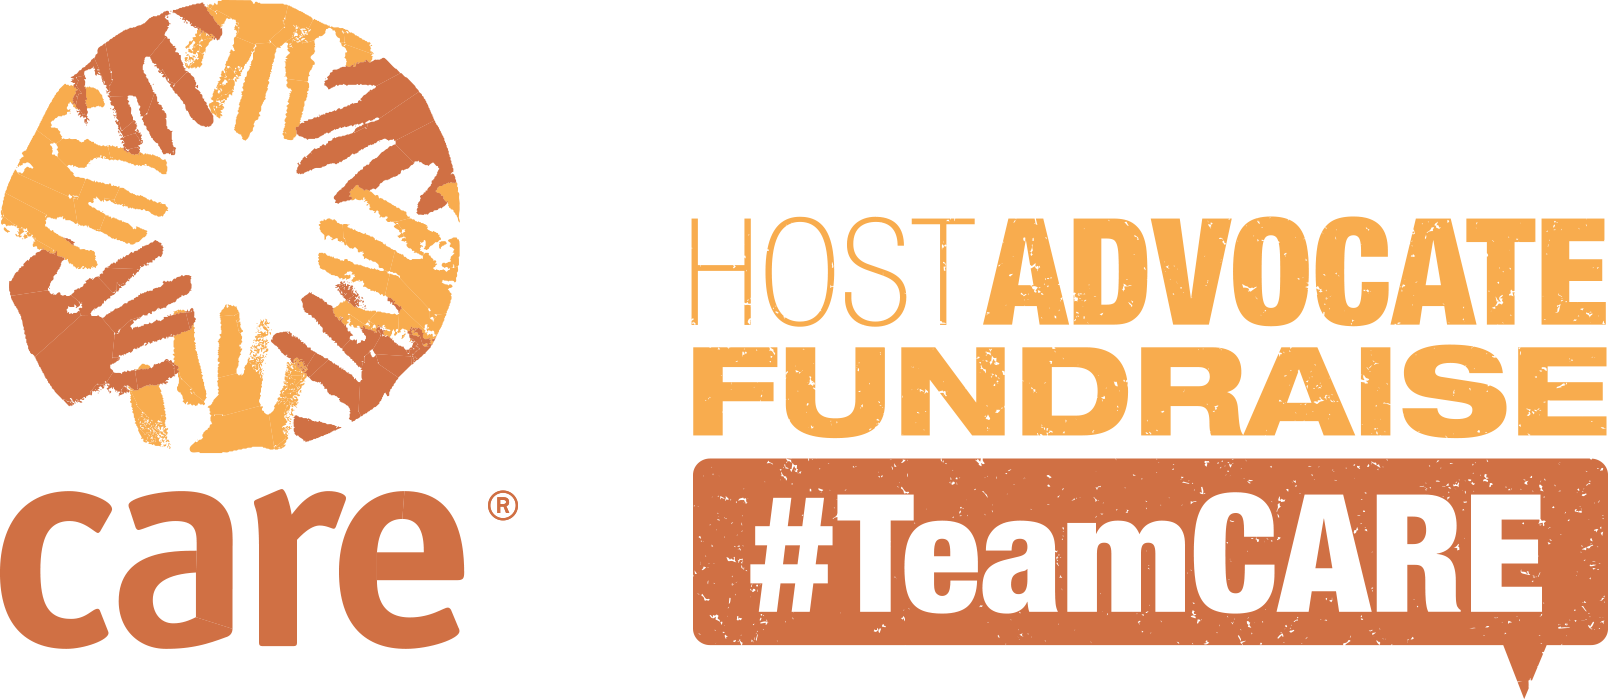 care®
HOST ADVOCATE
FUNDRAISE
#TeamCARE